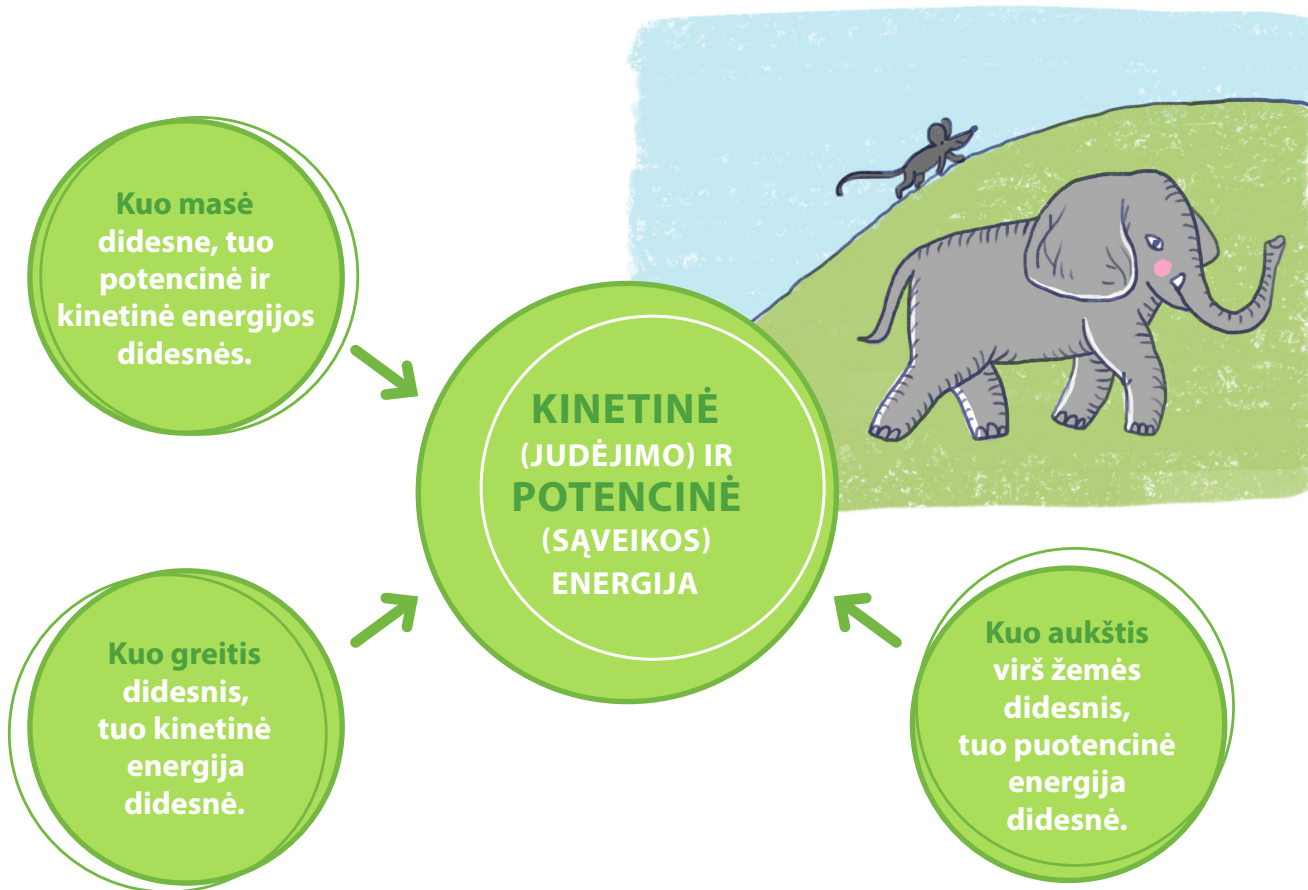 Kuo masė
didesne, tuo
potencinė ir
kinetinė energijos
didesnės.
KINETINĖ
(JUDĖJIMO) IR
POTENCINĖ
(SĄVEIKOS)
ENERGIJA
Kuo greitis
didesnis,
tuo kinetinė
energija
didesnė.
Kuo aukštis
virš žemės
didesnis,
tuo puotencinė
energija
didesnė.